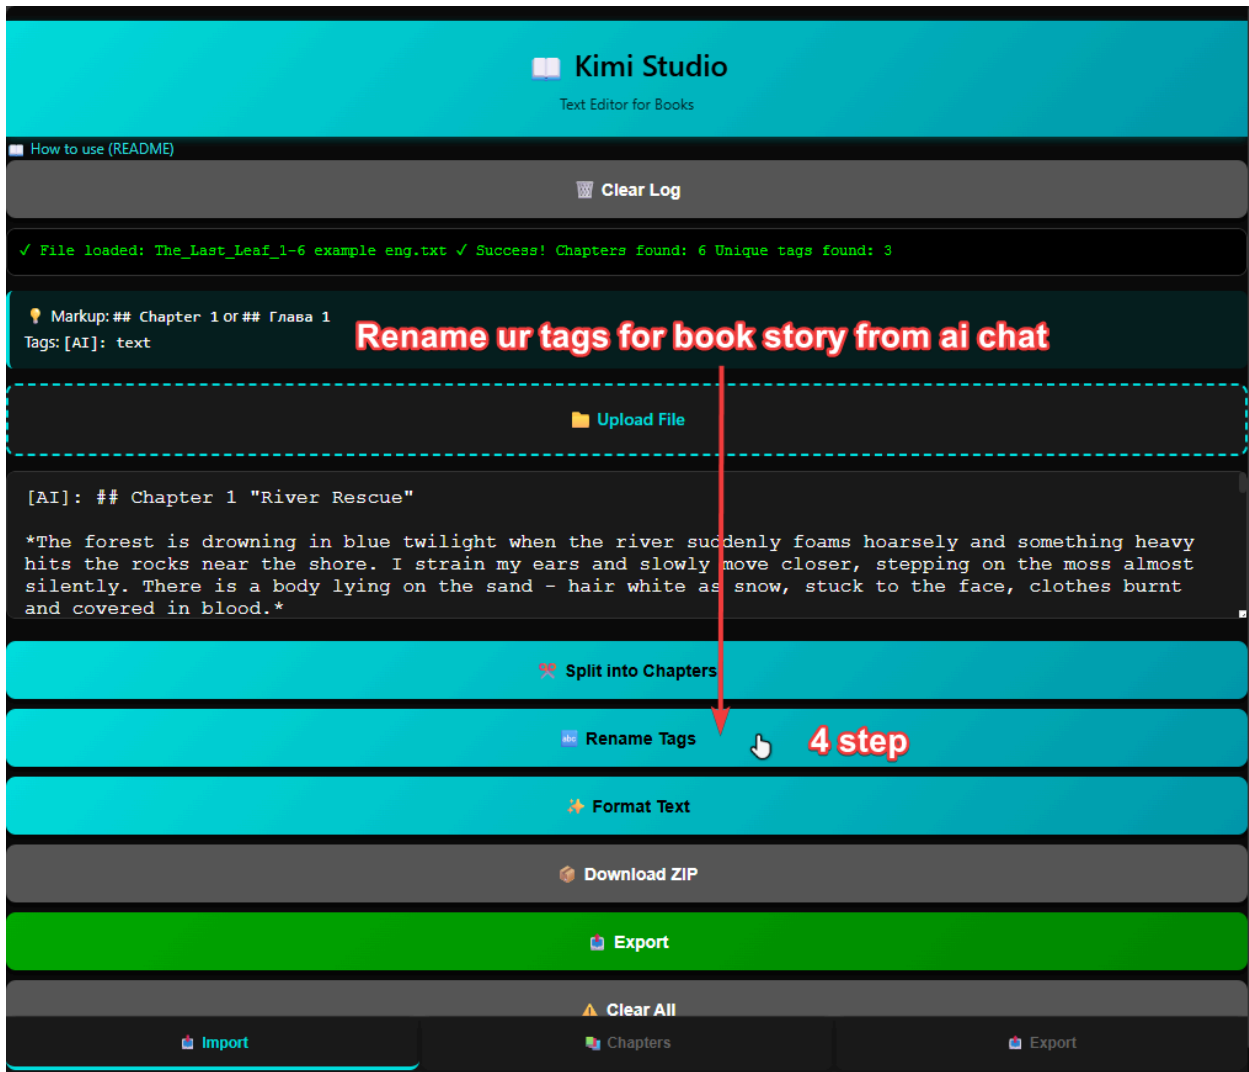 📖 Kimi Studio
Text Editor for Books
📖 How to use (README)
🗑️ Clear Log
✓ File loaded: The_Last_Leaf_1-6 example eng.txt ✓ Success! Chapters found: 6 Unique tags found: 3
💡 Markup: ## Chapter 1 or ## Глава 1
Tags: [AI]: text
Rename ur tags for book story from ai chat
📁 Upload File
[AI]: ## Chapter 1 "River Rescue"
*The forest is drowning in blue twilight when the river suddenly foams hoarsely and something heavy
hits the rocks near the shore. I strain my ears and slowly move closer, stepping on the moss almost
silently. There is a body lying on the sand - hair white as snow, stuck to the face, clothes burnt
and covered in blood.*
✂️ Split into Chapters
🔤 Rename Tags
4 step
✨ Format Text
📦 Download ZIP
📤 Export
⚠️ Clear All
📥 Import
📚 Chapters
📤 Export